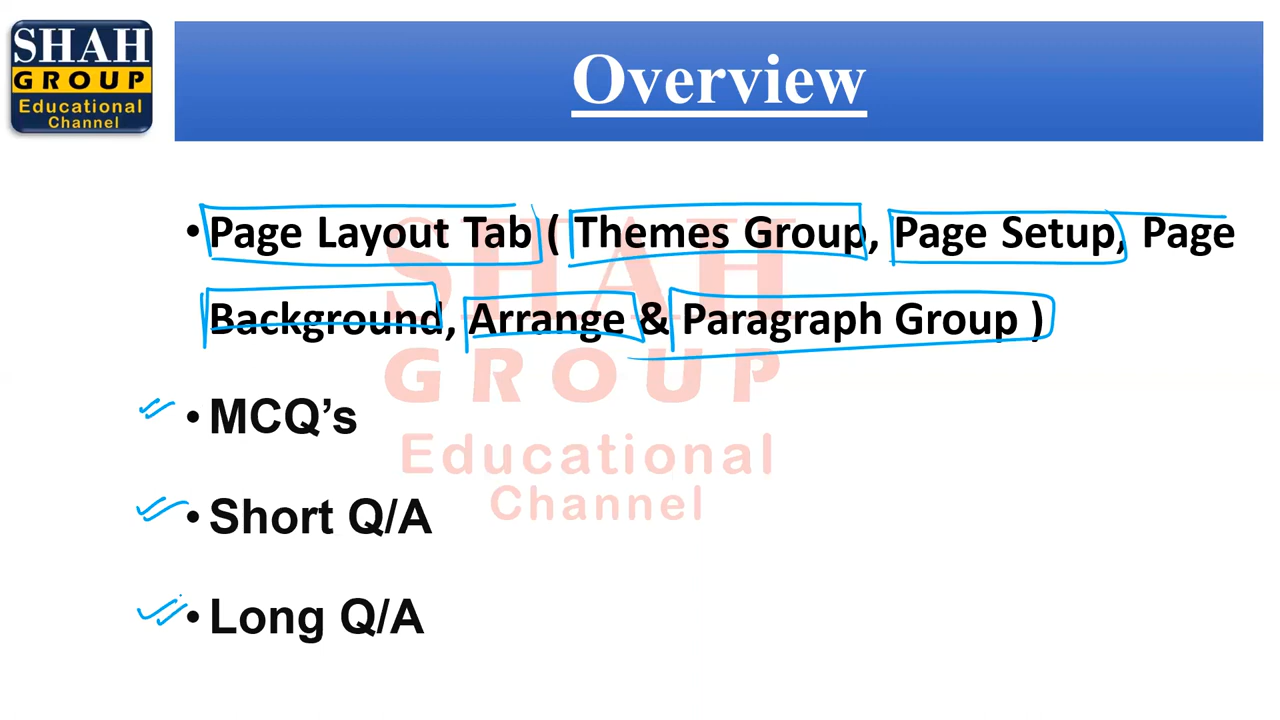 SHAH
GROUP
Educational
Channel
Overview
• Page Layout Tab ( Themes Group, Page Setup, Page
Background, Arrange & Paragraph Group )
• MCQ’s
• Short Q/A
• Long Q/A
SHAH
GROUP
Educational
Channel